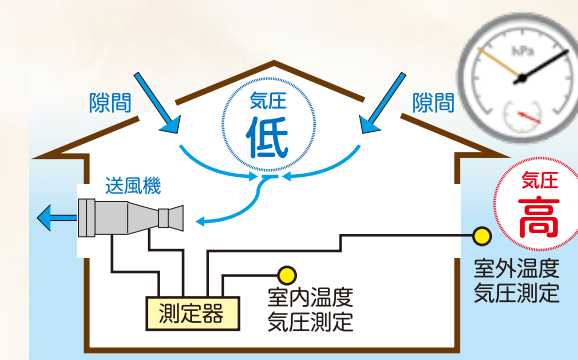 hPa
隙間
気圧
低
隙間
送風機
気圧
高
室外温度
気圧測定
室内温度
気圧測定
測定器